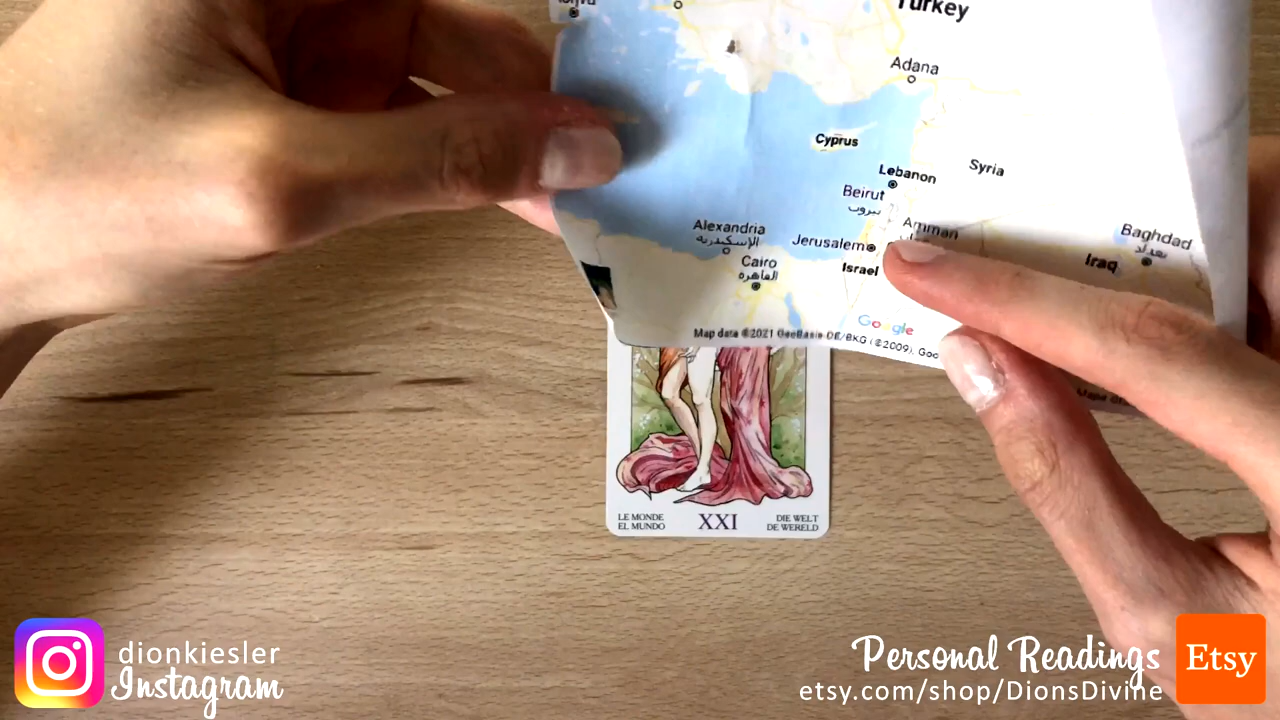 Turkey
Adana
Cyprus
Lebanon
Syria
Beirut
بيروت
Alexandria
الإسكندرية
Amman
Baghdad
بغداد
Jerusalem
Cairo
القاهرة
Israel
Iraq
Google
Map data ©2021 GeoBasis-DE/BKG (©2009), Goo
LE MONDE
EL MUNDO
XXI
DIE WELT
DE WERELD
dionkiesler
Instagram
Personal Readings
etsy.com/shop/DionsDivine
Etsy